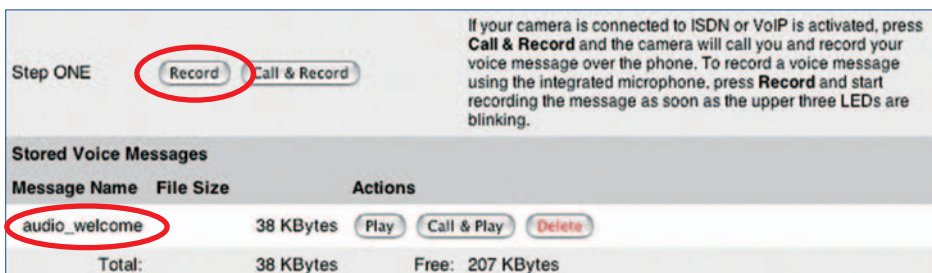 If your camera is connected to ISDN or VoIP is activated, press
Call & Record and the camera will call you and record your
Step ONE Record Call & Record voice message over the phone. To record a voice message
using the integrated microphone, press Record and start
recording the message as soon as the upper three LEDs are
blinking.
Stored Voice Messages
Message Name File Size Actions
audio_welcome 38 KBytes Play Call & Play Delete
Total: 38 KBytes Free: 207 KBytes